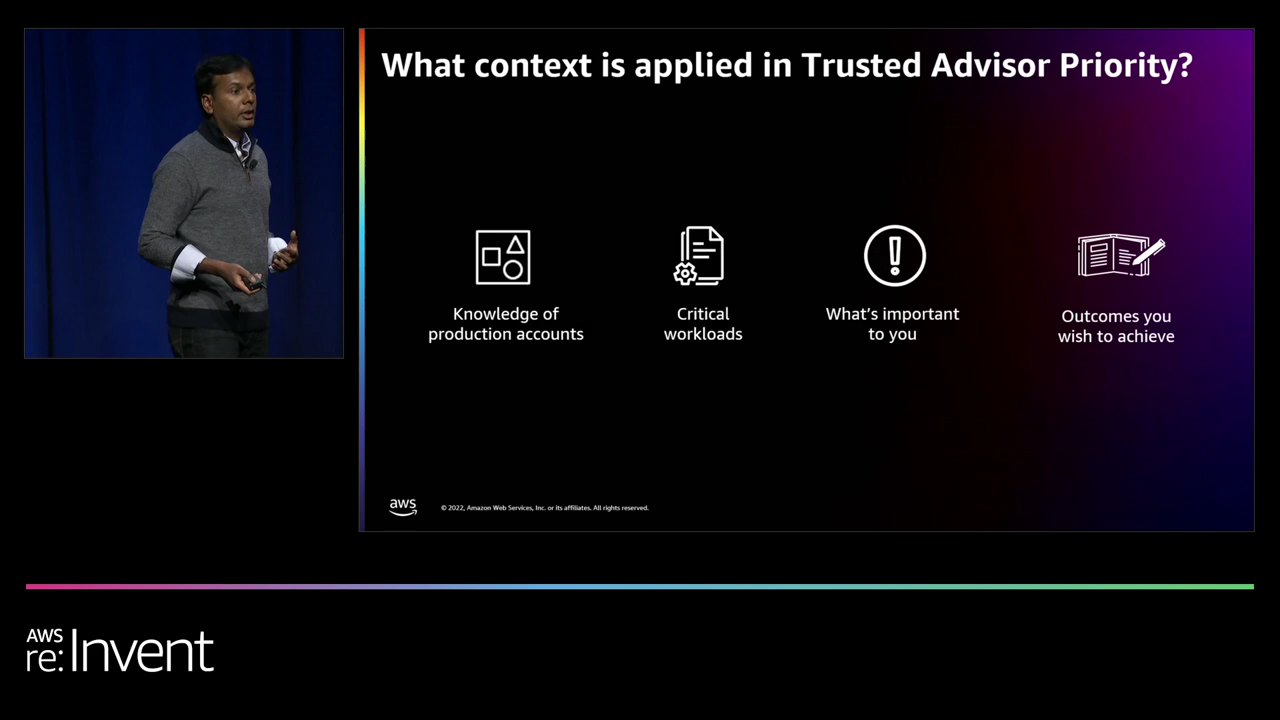 What context is applied in Trusted Advisor Priority?
Knowledge of
production accounts
Critical
workloads
What's important
to you
Outcomes you
wish to achieve
aws
© 2022, Amazon Web Services, Inc. or its affiliates. All rights reserved.
AWS
re:Invent